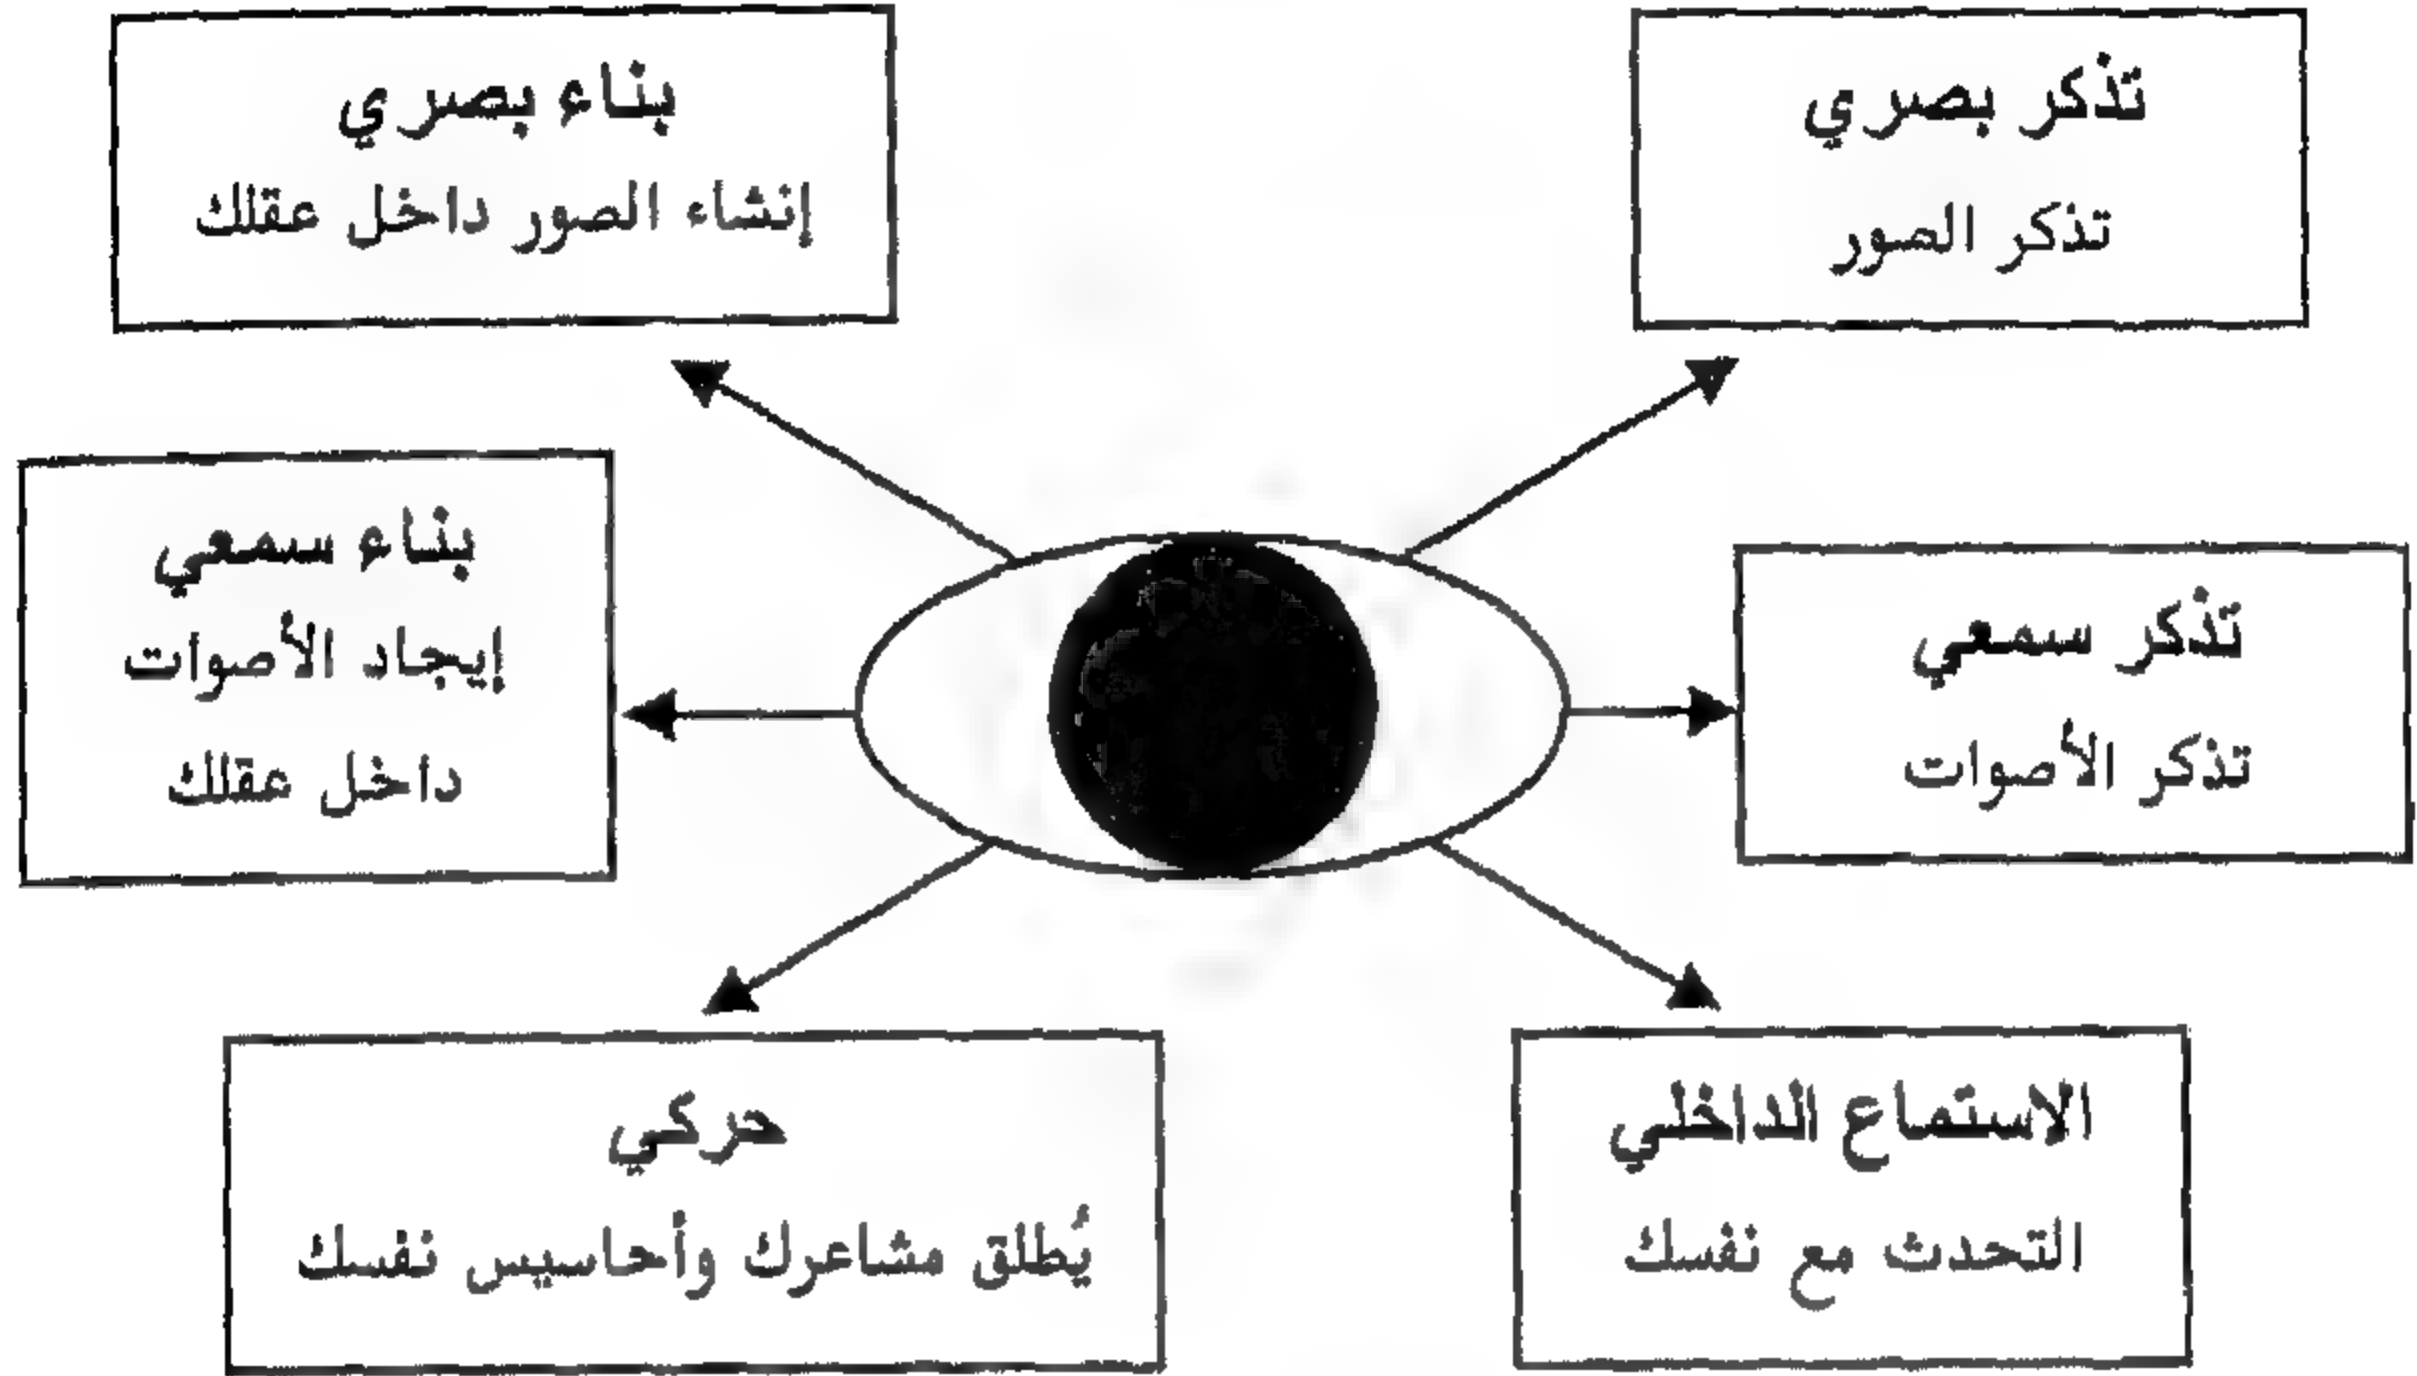 تذكر بصري
تذكر الصور
بناء بصري
إنشاء الصور داخل عقلك
تذكر سمعي
تذكر الأصوات
بناء سمعي
إيجاد الأصوات
داخل عقلك
الاستماع الداخلي
التحدث مع نفسك
حركي
يُطلق مشاعرك وأحاسيس نفسك